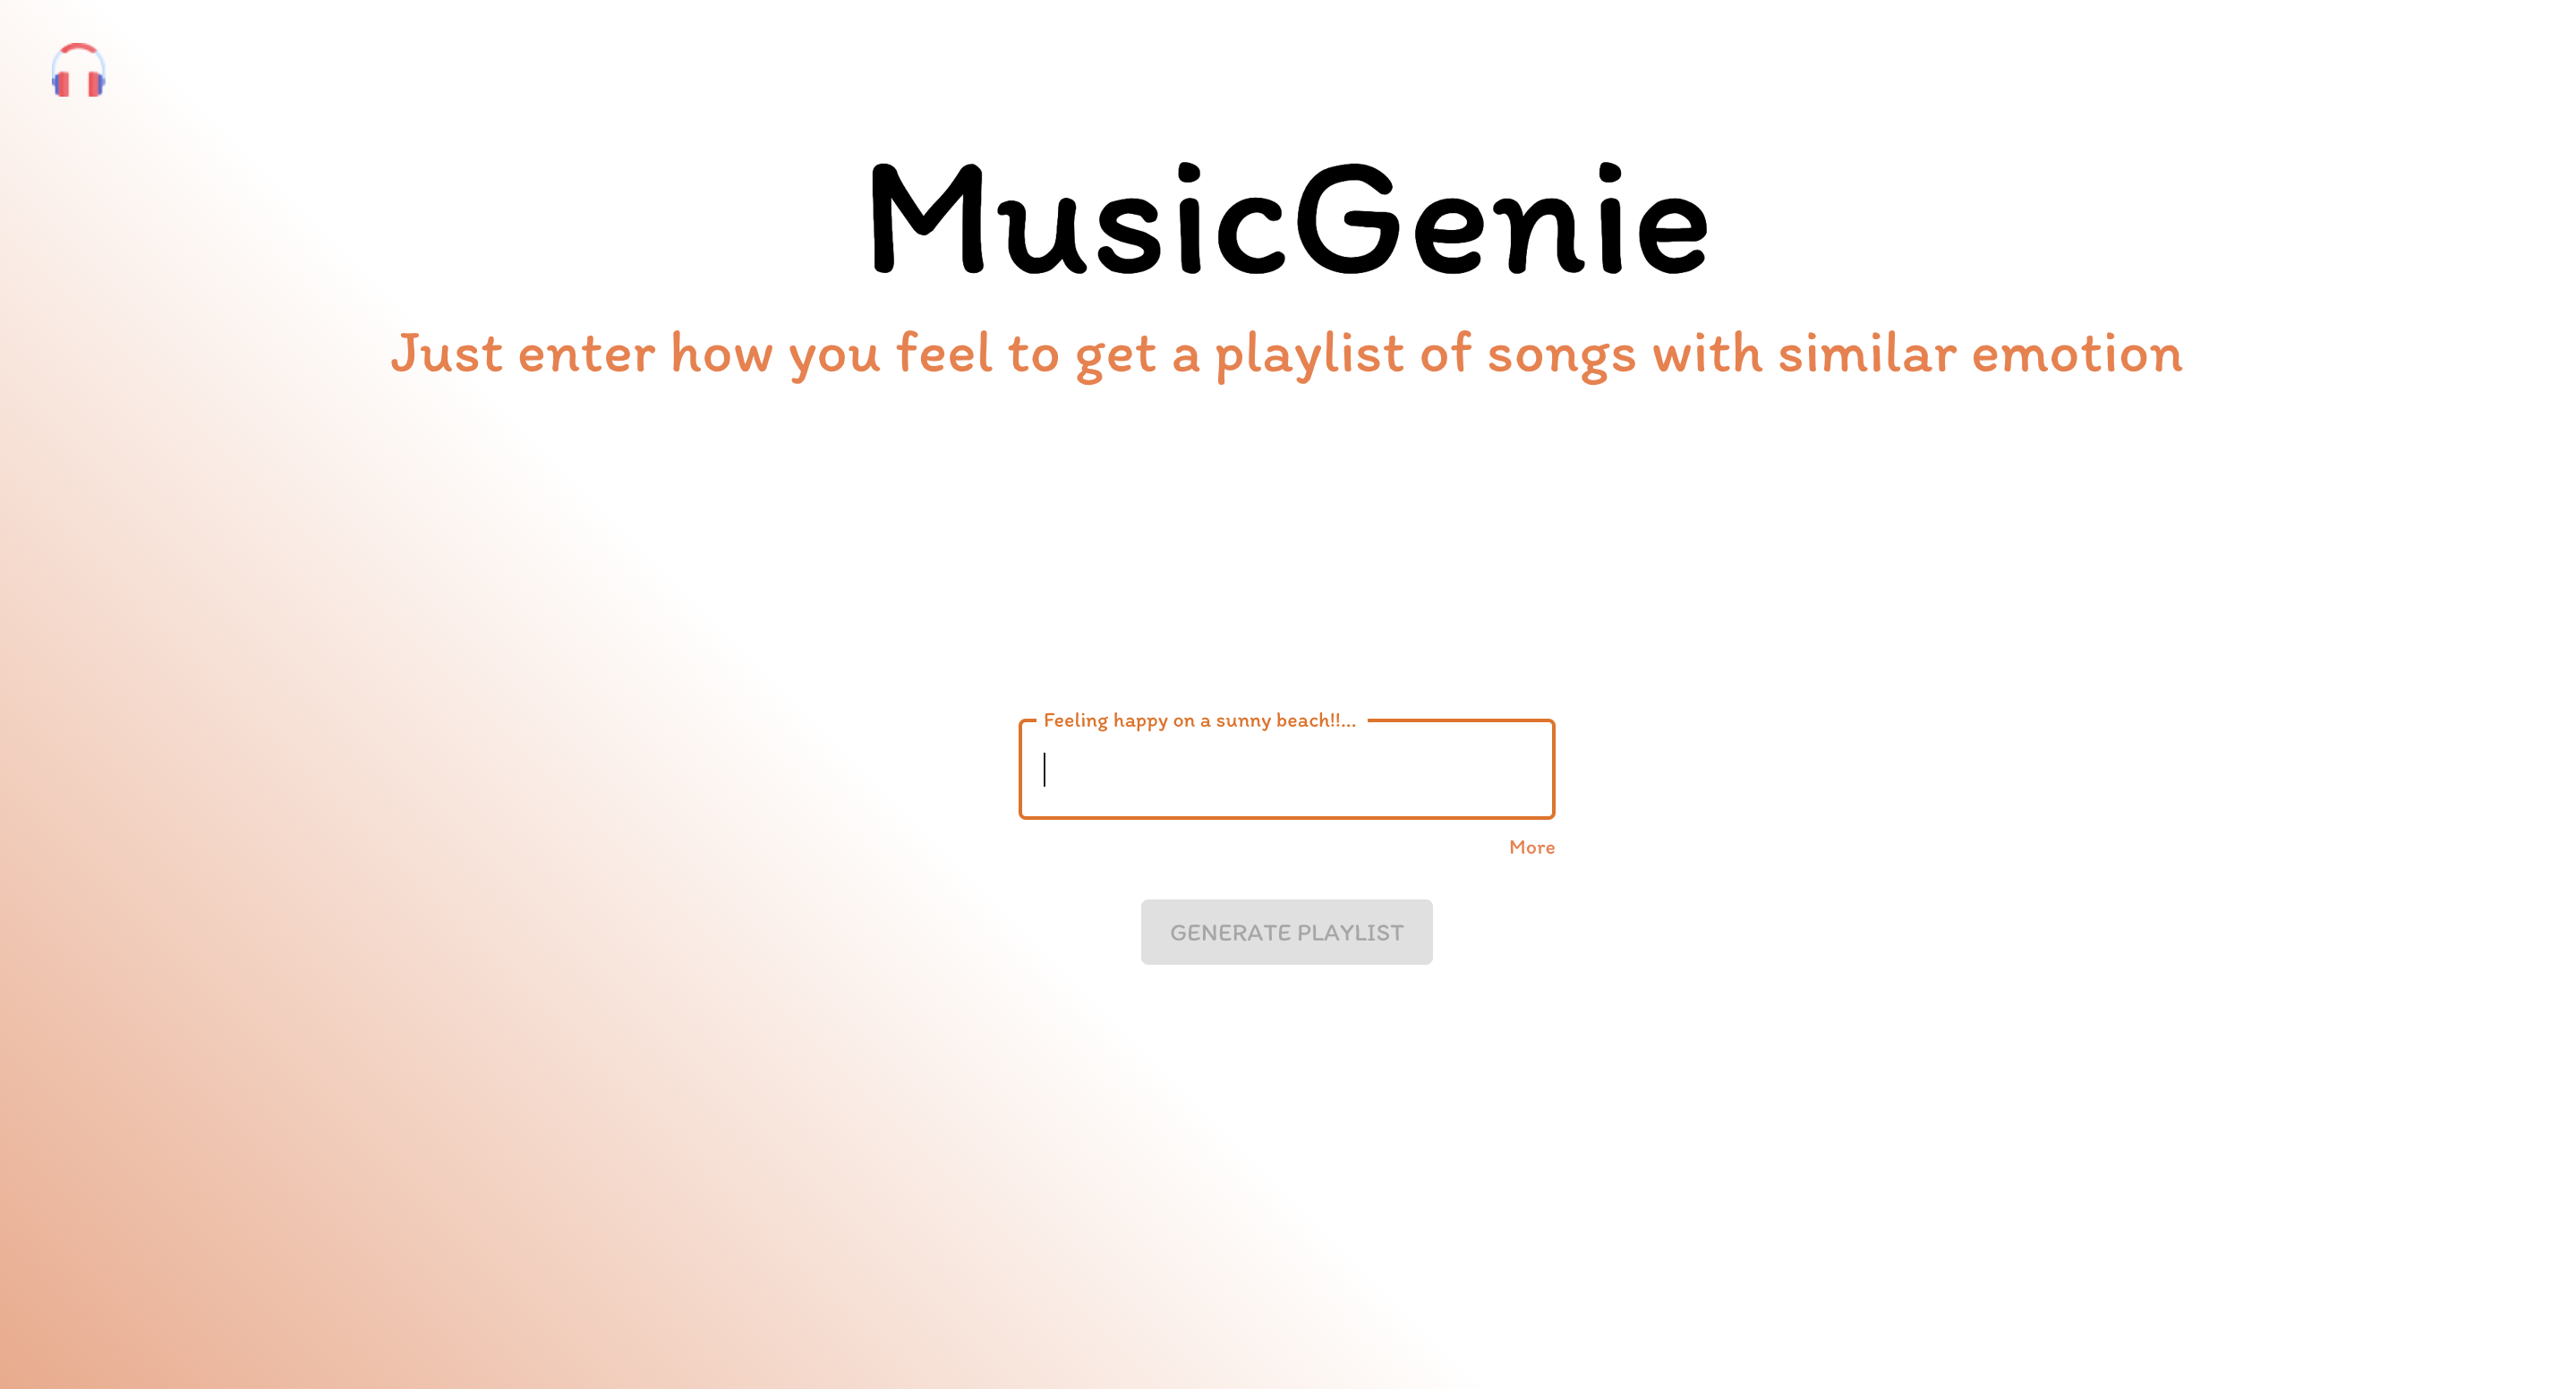 MusicGenie
Just enter how you feel to get a playlist of songs with similar emotion
Feeling happy on a sunny beach!!...
More
GENERATE PLAYLIST